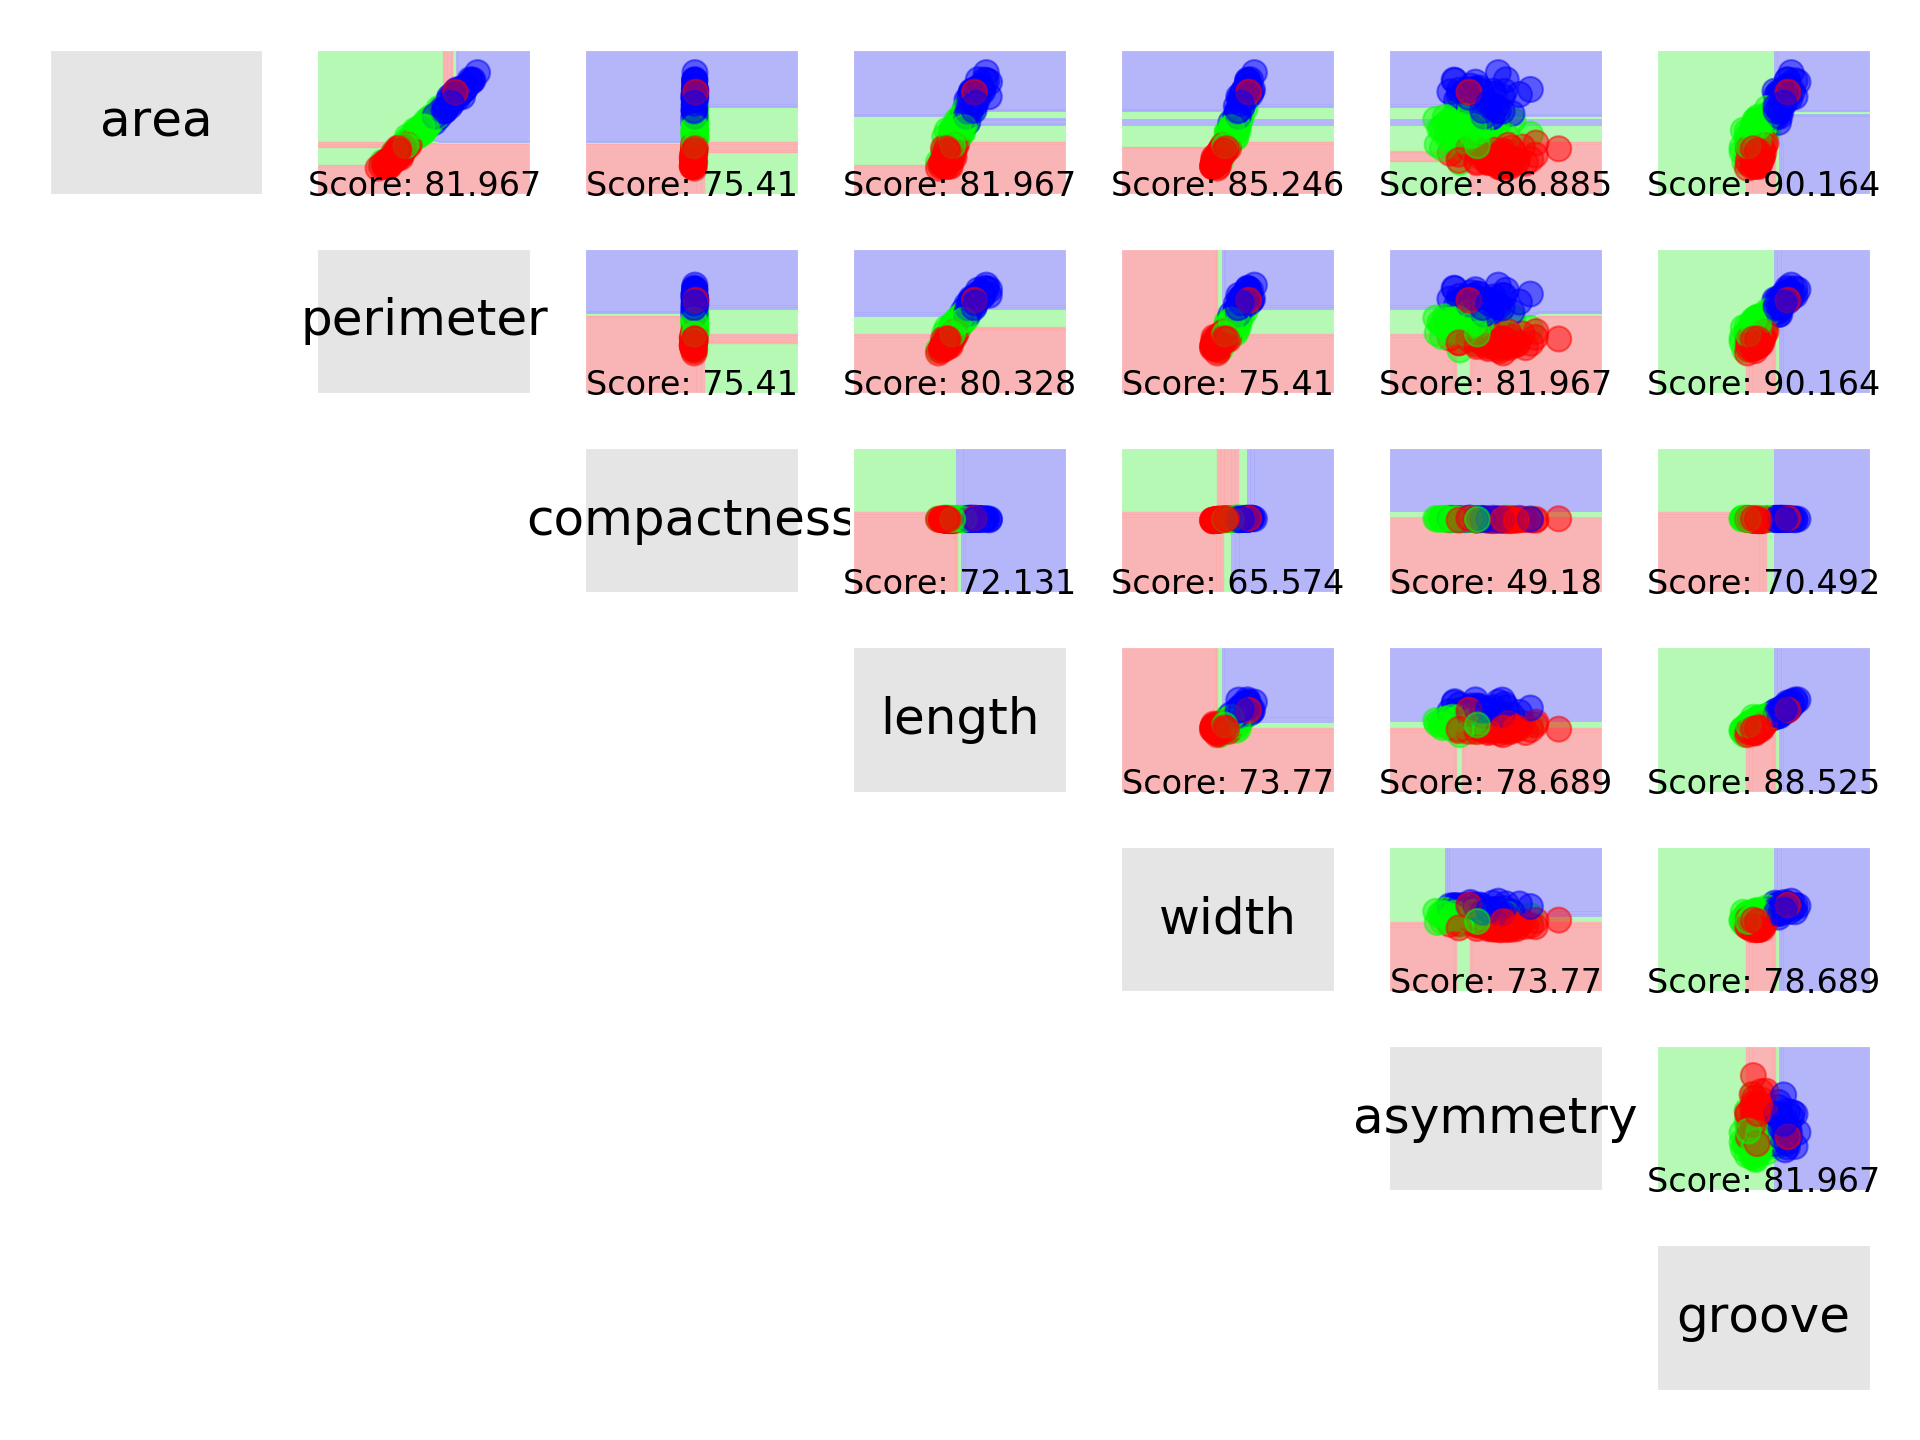 area
Score: 81.967
Score: 75.41
Score: 81.967
Score: 85.246
Score: 86.885
Score: 90.164
perimeter
Score: 75.41
Score: 80.328
Score: 75.41
Score: 81.967
Score: 90.164
compactness
Score: 72.131
Score: 65.574
Score: 49.18
Score: 70.492
length
Score: 73.77
Score: 78.689
Score: 88.525
width
Score: 73.77
Score: 78.689
asymmetry
Score: 81.967
groove